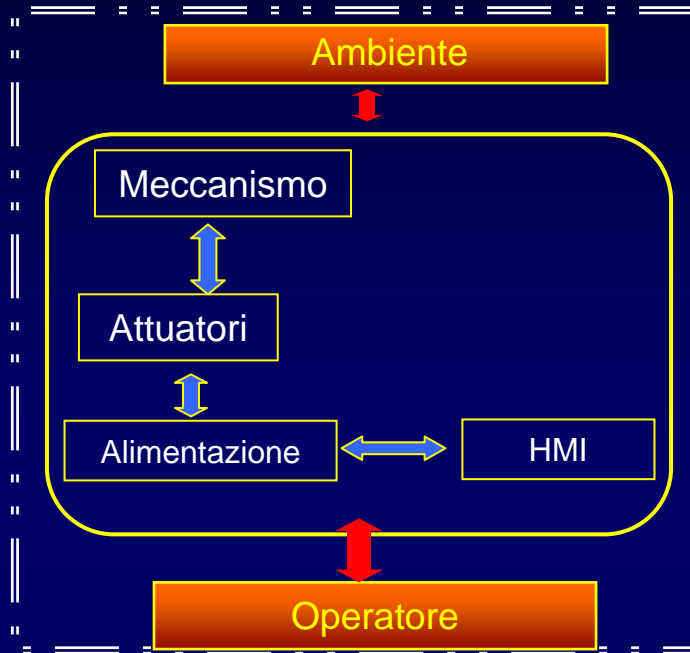 Ambiente
Meccanismo
Attuatori
Alimentazione
HMI
Operatore